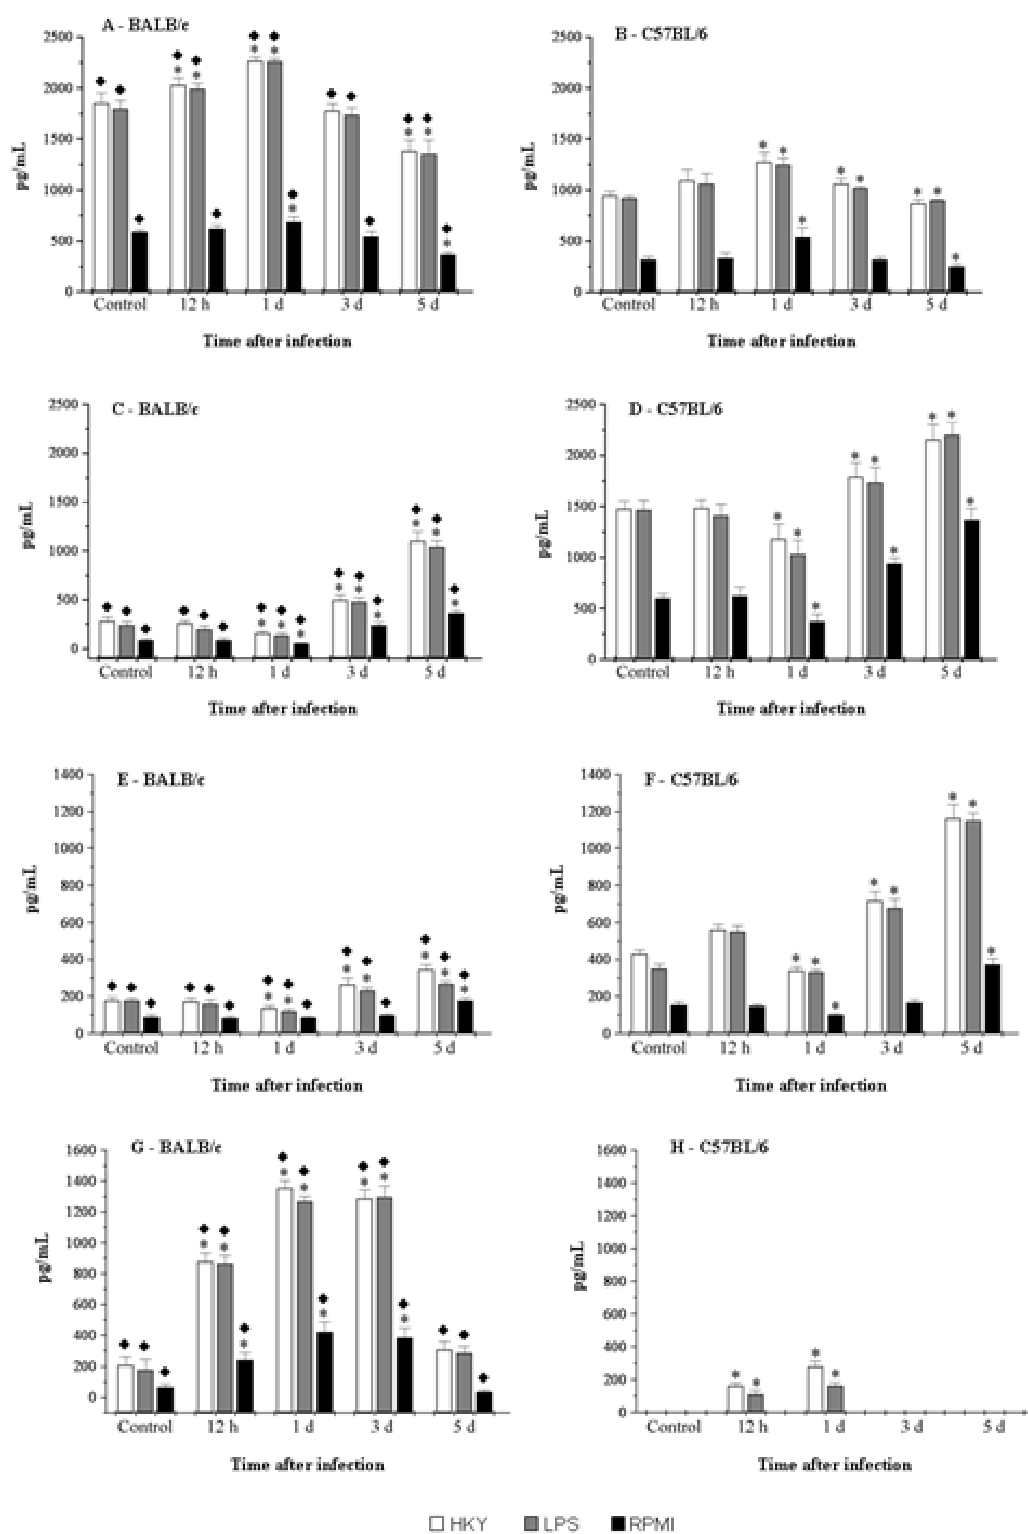 A - BALB/c
2500
2000
1500
1000
500
0
pg/mL
Control 12 h 1 d 3 d 5 d
Time after infection
B - C57BL/6
2500
2000
1500
1000
500
0
pg/mL
Control 12 h 1 d 3 d 5 d
Time after infection
C - BALB/c
2500
2000
1500
1000
500
0
pg/mL
Control 12 h 1 d 3 d 5 d
Time after infection
D - C57BL/6
2500
2000
1500
1000
500
0
pg/mL
Control 12 h 1 d 3 d 5 d
Time after infection
E - BALB/c
1400
1200
1000
800
600
400
200
0
pg/mL
Control 12 h 1 d 3 d 5 d
Time after infection
F - C57BL/6
1400
1200
1000
800
600
400
200
0
pg/mL
Control 12 h 1 d 3 d 5 d
Time after infection
G - BALB/c
1600
1400
1200
1000
800
600
400
200
0
pg/mL
Control 12 h 1 d 3 d 5 d
Time after infection
H - C57BL/6
1600
1400
1200
1000
800
600
400
200
0
pg/mL
Control 12 h 1 d 3 d 5 d
Time after infection
HKY LPS RPMI